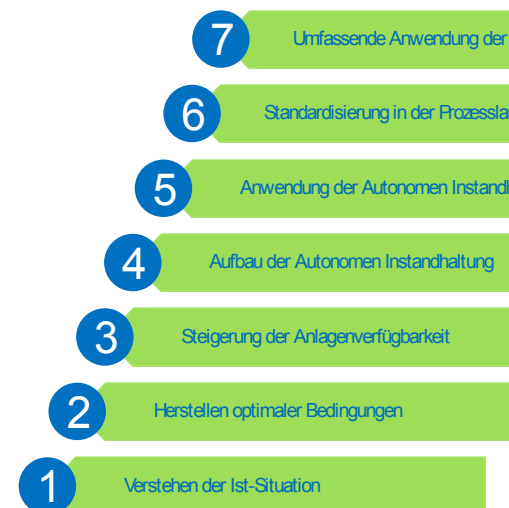 7 Umfassende Anwendung der
6 Standardisierung in der
5 Anwendung der Autonomen
4 Aufbau der Autonomen Instandhaltung
3 Steigerung der Anlagenverfügbarkeit
2 Herstellen optimaler Bedingungen
1 Verstehen der Ist-Situation